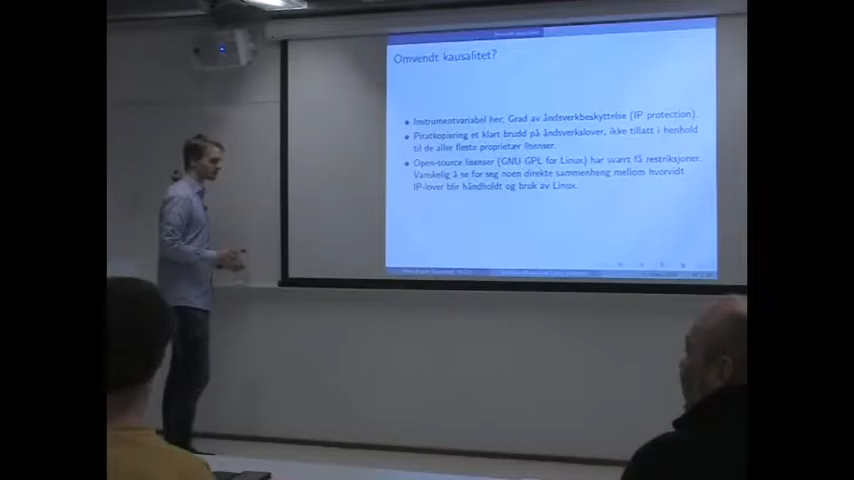 Omvendt kausalitet?
Instrumentvariabel her: Grad av åndsverkbeskyttelse (IP protection).
Piratkopiering et klart brudd på åndsverkslover, ikke tillatt i henhold
til de aller fleste proprietær lisenser.
Open-source lisenser (GNU GPL for Linux) har svært få restriksjoner.
Vanskelig å se for seg noen direkte sammenheng mellom hvorvidt
IP-lover blir håndholdt og bruk av Linux.